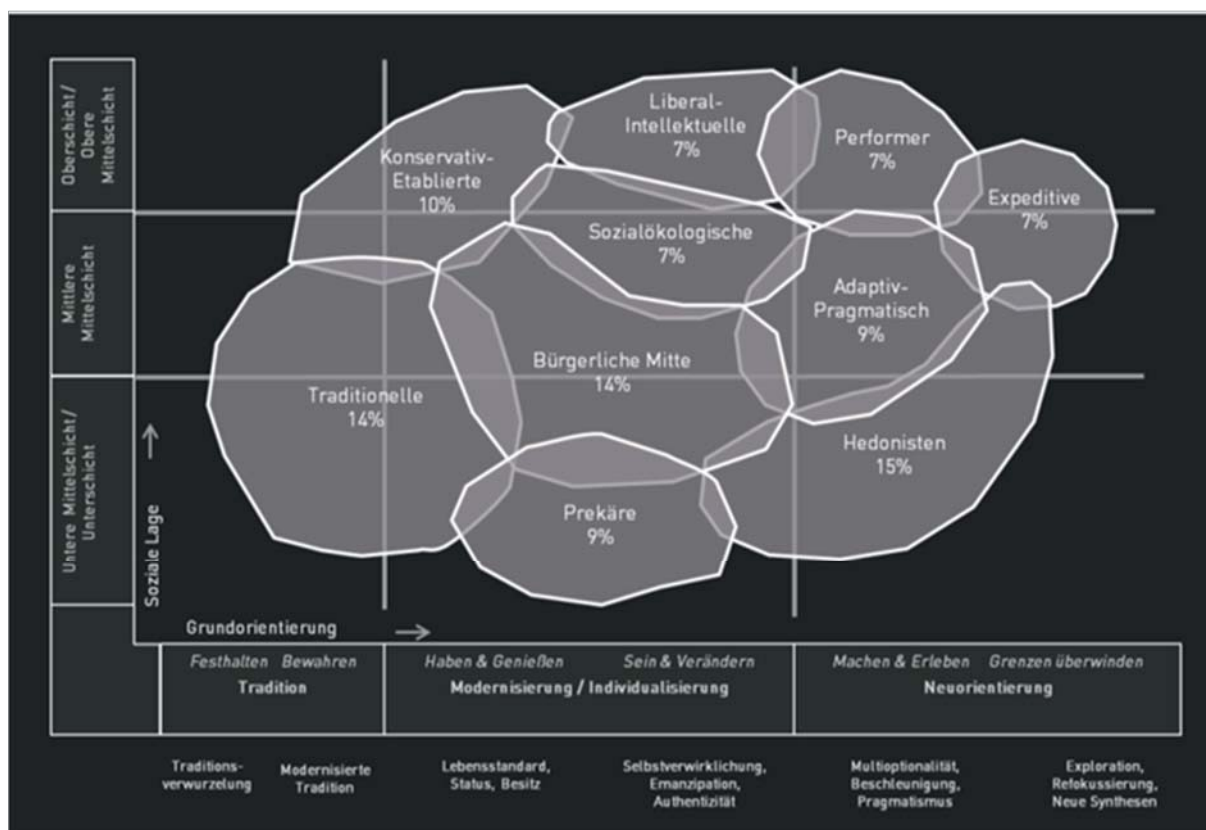 Oberschicht/
Obere
Mittelschicht
Mittlere
Mittelschicht
Untere Mittelschicht/
Unterschicht
Soziale Lage
Konservativ-
Etablierte
10%
Liberal-
Intellektuelle
7%
Performer
7%
Expeditive
7%
Sozialökologische
7%
Adaptiv-
Pragmatisch
9%
Bürgerliche Mitte
14%
Traditionelle
14%
Hedonisten
15%
Prekäre
9%
Grundorientierung
Festhalten Bewahren
Tradition
Haben & Genießen Sein & Verändern
Modernisierung / Individualisierung
Machen & Erleben Grenzen überwinden
Neuorientierung
Traditions-
verwurzelung
Modernisierte
Tradition
Lebensstandard,
Status, Besitz
Selbstverwirklichung,
Emanzipation,
Authentizität
Multioptionalität,
Beschleunigung,
Pragmatismus
Exploration,
Refokussierung,
Neue Synthesen